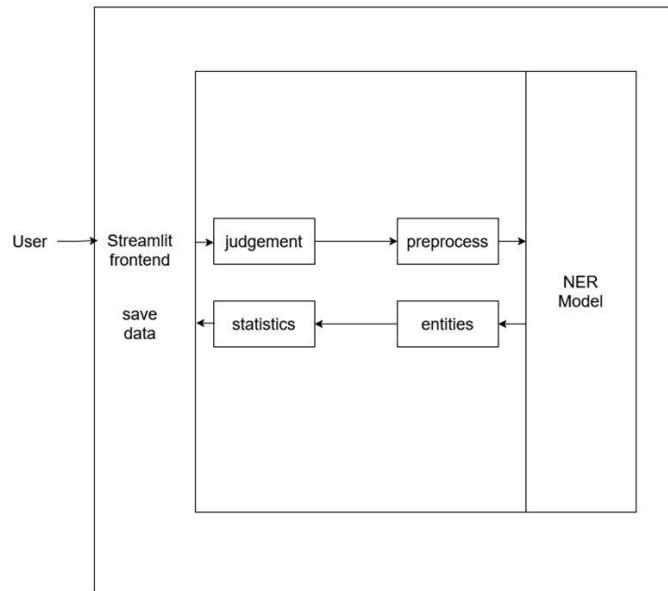 User
Streamlit
frontend
judgement
preprocess
NER
Model
save
data
statistics
entities